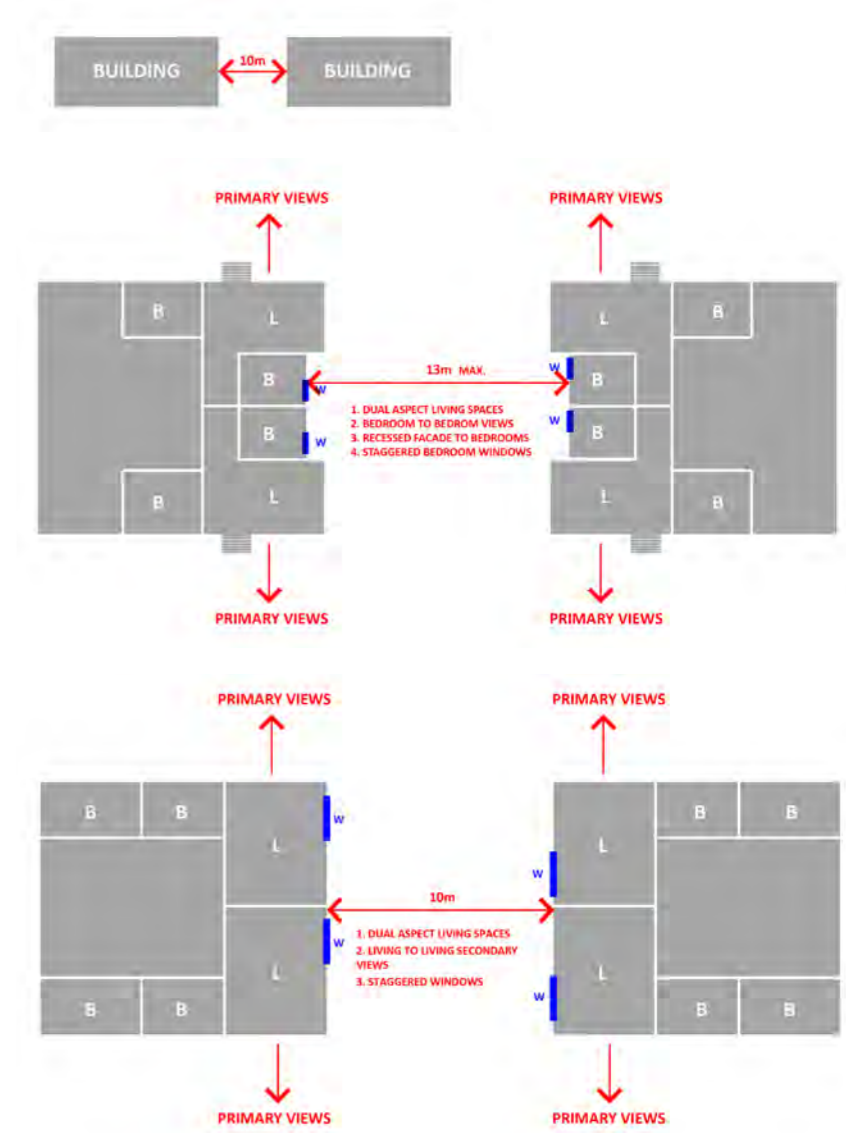 BUILDING 10m BUILDING
PRIMARY VIEWS PRIMARY VIEWS
B L L B
W B 13m MAX. W B
1. DUAL ASPECT LIVING SPACES
2. BEDROOM TO BEDROM VIEWS
B W W B
3. RECESSED FACADE TO BEDROOMS
4. STAGGERED BEDROOM WINDOWS
B L L B
PRIMARY VIEWS PRIMARY VIEWS
PRIMARY VIEWS PRIMARY VIEWS
B B W B B
L L
W
10m
1. DUAL ASPECT LIVING SPACES
W
2. LIVING TO LIVING SECONDARY
VIEWS
L L
3. STAGGERED WINDOWS
W
B B B B
PRIMARY VIEWS PRIMARY VIEWS